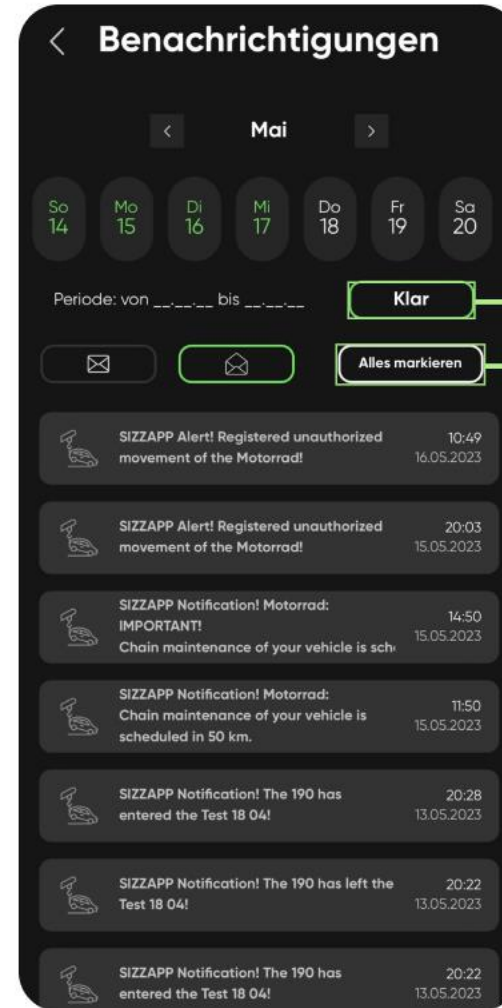 Benachrichtigungen
Mai
So Mo Di Mi Do Fr Sa
14 15 16 17 18 19 20
Periode: von __.__.__ bis __.__.__ Klar
Alles markieren
SIZZAPP Alert! Registered unauthorized 10:49
movement of the Motorrad! 16.05.2023
SIZZAPP Alert! Registered unauthorized 20:03
movement of the Motorrad! 15.05.2023
SIZZAPP Notification! Motorrad:
IMPORTANT! 14:50
Chain maintenance of your vehicle is sch 15.05.2023
SIZZAPP Notification! Motorrad:
Chain maintenance of your vehicle is 11:50
scheduled in 50 km. 15.05.2023
SIZZAPP Notification! The 190 has 20:28
entered the Test 18 04! 13.05.2023
SIZZAPP Notification! The 190 has left the 20:22
Test 18 04! 13.05.2023
SIZZAPP Notification! The 190 has 20:22
entered the Test 18 04! 13.05.2023